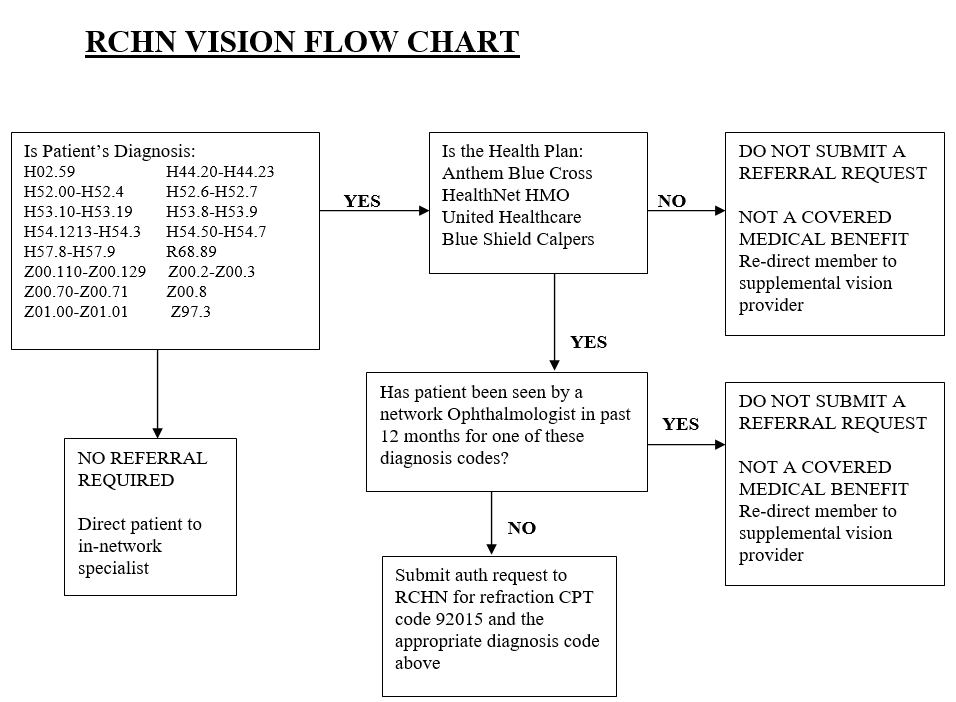 RCHN VISION FLOW CHART
Is Patient’s Diagnosis:
H02.59 H44.20-H44.23
H52.00-H52.4 H52.6-H52.7
H53.10-H53.19 H53.8-H53.9
H54.1213-H54.3 H54.50-H54.7
H57.8-H57.9 R68.89
Z00.110-Z00.129 Z00.2-Z00.3
Z00.70-Z00.71 Z00.8
Z01.00-Z01.01 Z97.3
YES
Is the Health Plan:
Anthem Blue Cross
HealthNet HMO
United Healthcare
Blue Shield Calpers
NO
DO NOT SUBMIT A
REFERRAL REQUEST
NOT A COVERED
MEDICAL BENEFIT
Re-direct member to
supplemental vision
provider
YES
Has patient been seen by a
network Ophthalmologist in past
12 months for one of these
diagnosis codes?
YES
DO NOT SUBMIT A
REFERRAL REQUEST
NOT A COVERED
MEDICAL BENEFIT
Re-direct member to
supplemental vision
provider
NO REFERRAL
REQUIRED
Direct patient to
in-network
specialist
NO
Submit auth request to
RCHN for refraction CPT
code 92015 and the
appropriate diagnosis code
above